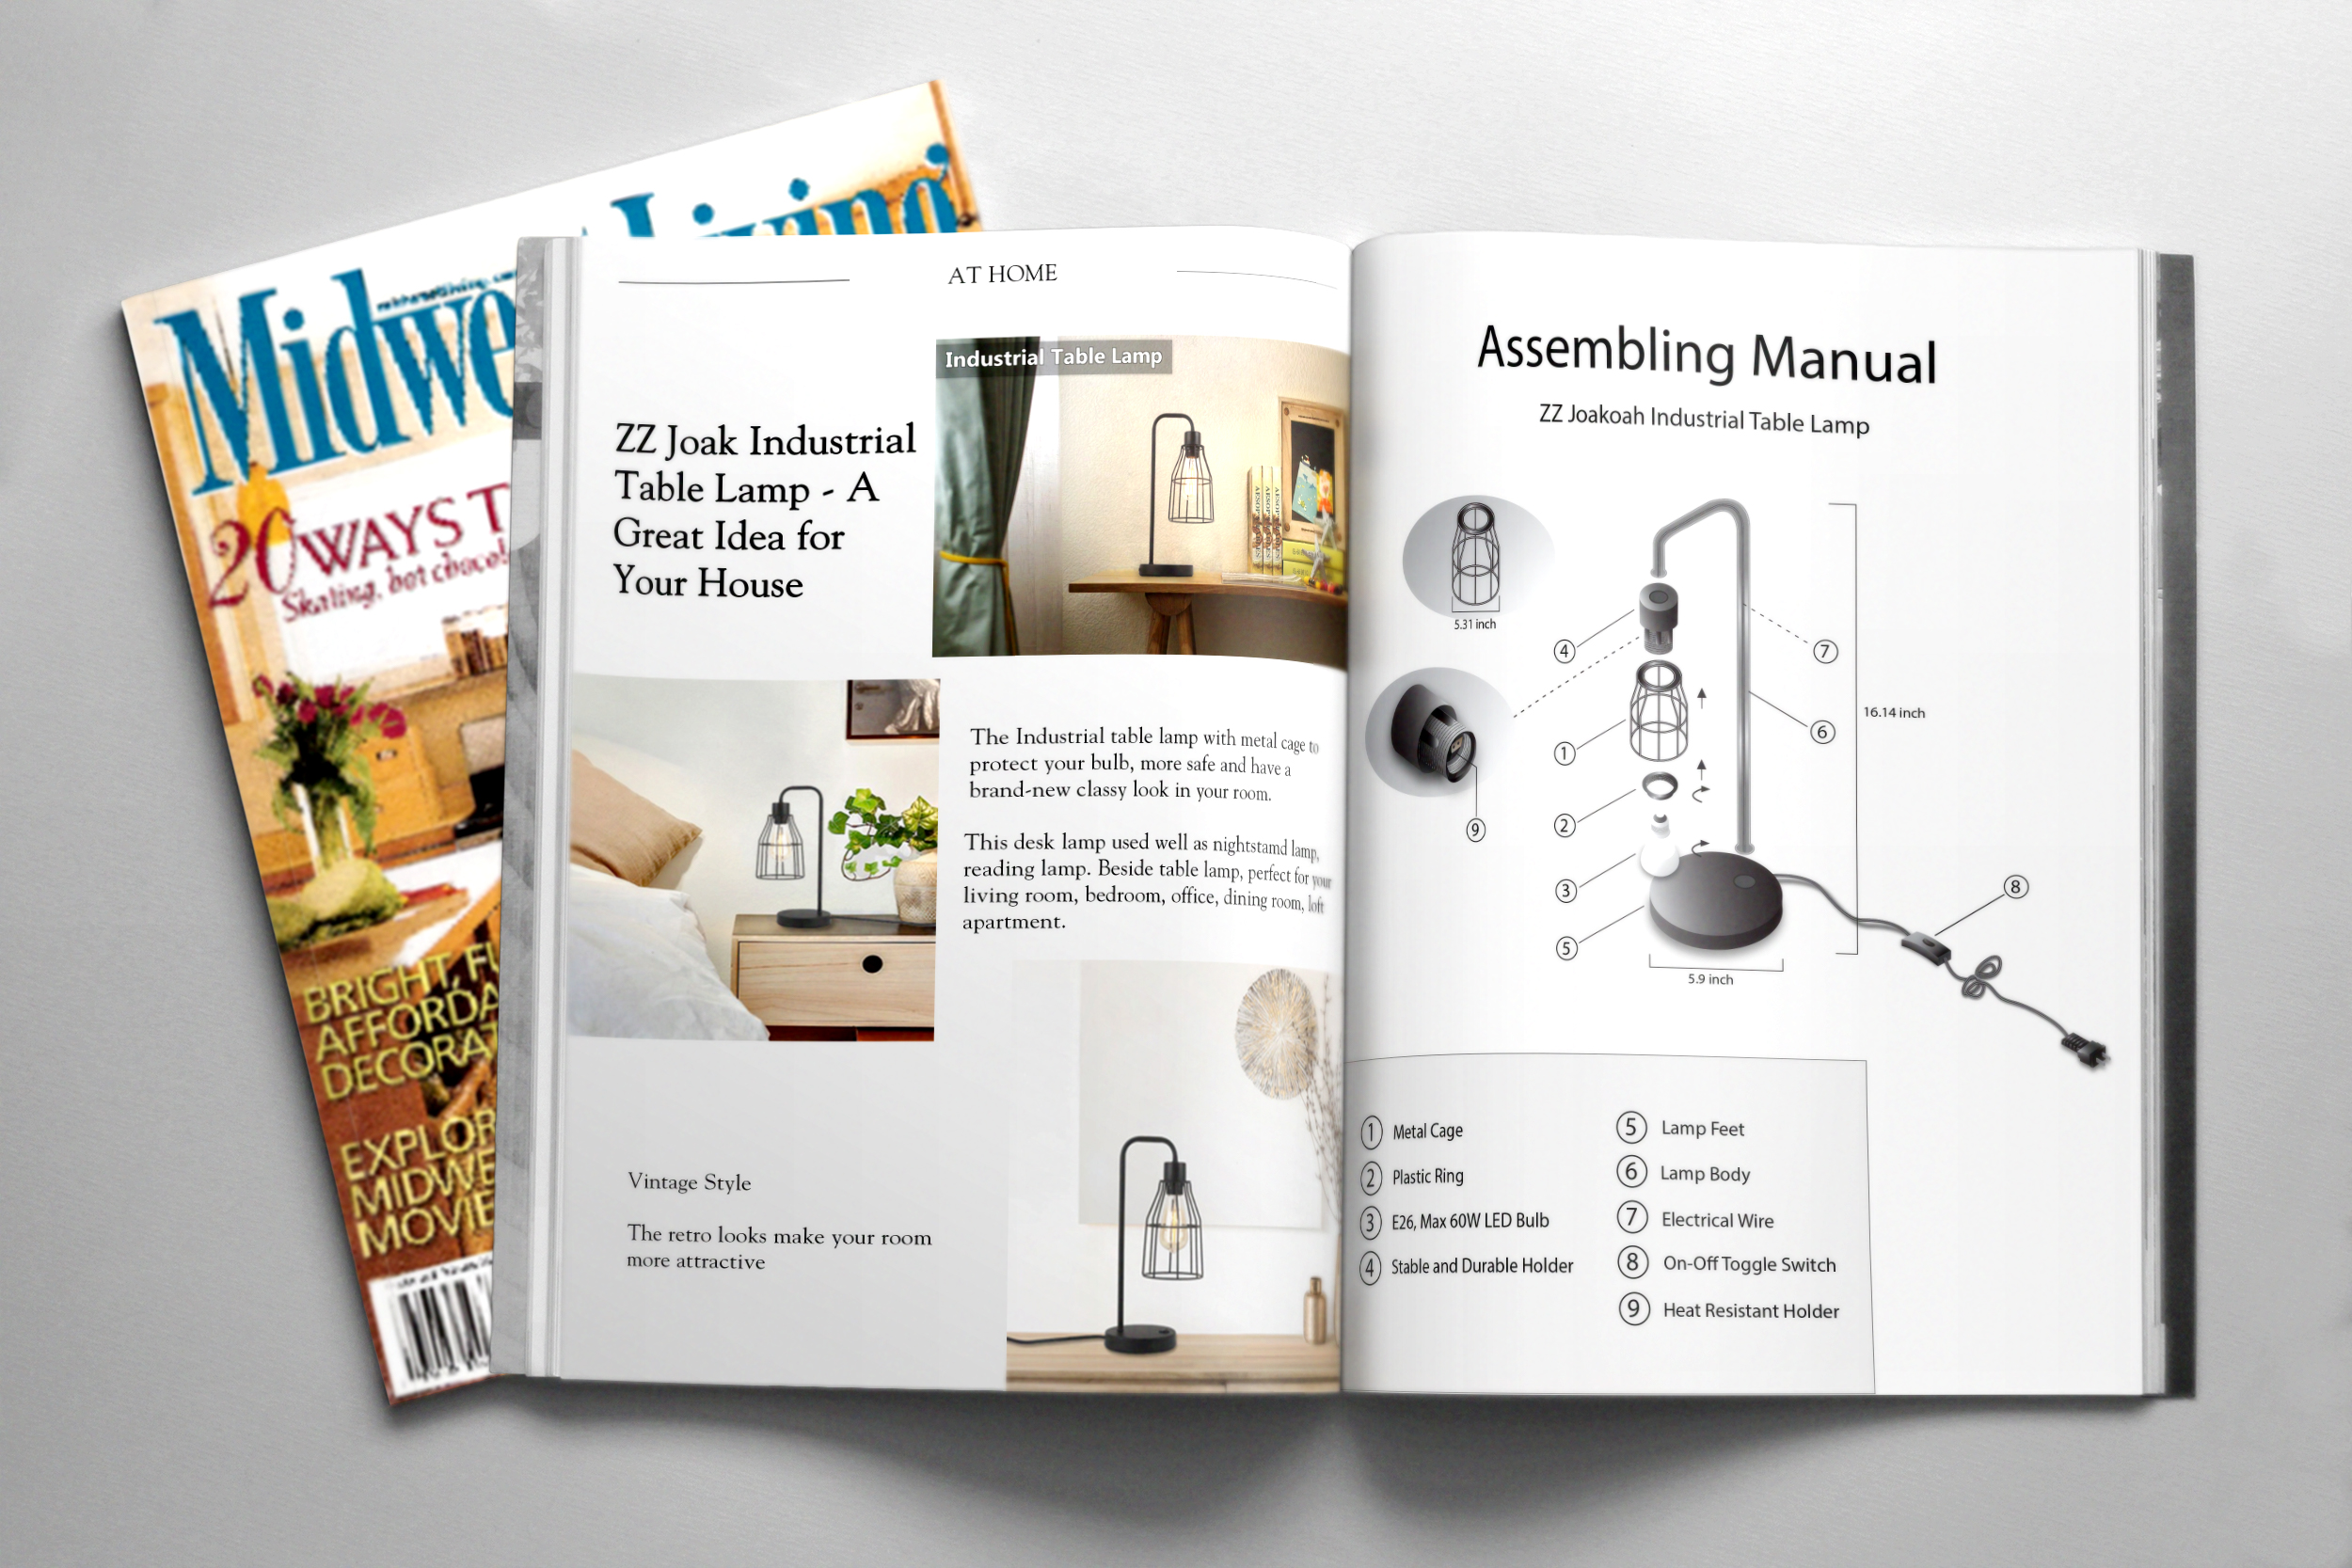 Midwe
Living
20 WAYS T
Skating, hot chocol
BRIGHT, FU
AFFORDA
DECORAT
EXPLOR
MIDWE
MOVIE
AT HOME
Industrial Table Lamp
ZZ Joak Industrial
Table Lamp - A
Great Idea for
Your House
The Industrial table lamp with metal cage to
protect your bulb, more safe and have a
brand-new classy look in your room.
This desk lamp used well as nightstamd lamp,
reading lamp. Beside table lamp, perfect for your
living room, bedroom, office, dining room, loft
apartment.
Vintage Style
The retro looks make your room
more attractive
Assembling Manual
ZZ Joakoah Industrial Table Lamp
5.31 inch
4
7
16.14 inch
6
1
2
9
3
8
5
5.9 inch
1 Metal Cage
2 Plastic Ring
3 E26, Max 60W LED Bulb
4 Stable and Durable Holder
5 Lamp Feet
6 Lamp Body
7 Electrical Wire
8 On-Off Toggle Switch
9 Heat Resistant Holder